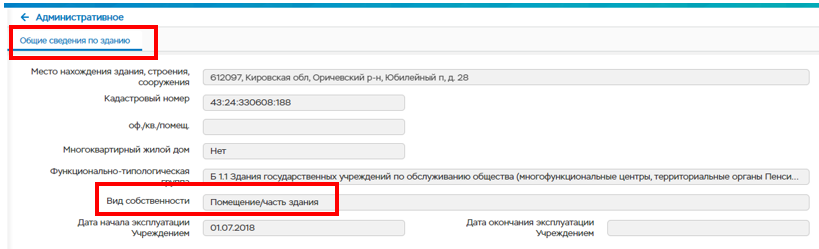 ← Административное
Общие сведения по зданию
Место нахождения здания, строения, сооружения
612097, Кировская обл, Оричевский р-н, Юбилейный п, д. 28
Кадастровый номер
43:24:330608:188
оф./кв./помещ.
Многоквартирный жилой дом
Нет
Функционально-типологическая группа
Б 1.1 Здания государственных учреждений по обслуживанию общества (многофункциональные центры, территориальные органы Пенси...
Вид собственности
Помещение/часть здания
Дата начала эксплуатации Учреждением
01.07.2018
Дата окончания эксплуатации Учреждением